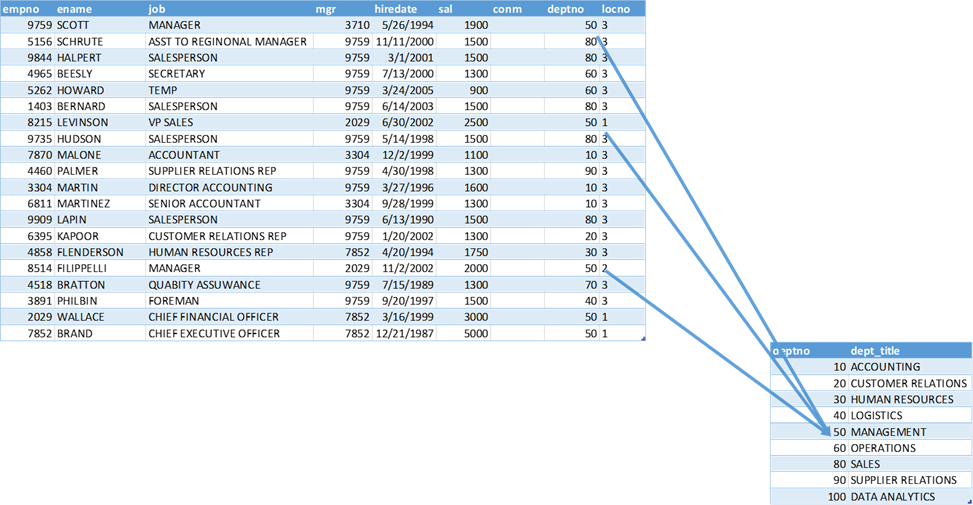 empno ename job mgr hiredate sal conm deptno locno
9759 SCOTT MANAGER 3710 5/26/1994 1900 50 3
5156 SCHRUTE ASST TO REGINONAL MANAGER 9759 11/11/2000 1500 80 3
9844 HALPERT SALESPERSON 9759 3/1/2001 1500 80 3
4965 BEESLY SECRETARY 9759 7/13/2000 1300 60 3
5262 HOWARD TEMP 9759 3/24/2005 900 60 3
1403 BERNARD SALESPERSON 9759 6/14/2003 1500 80 3
8215 LEVINSON VP SALES 2029 6/30/2002 2500 50 1
9735 HUDSON SALESPERSON 9759 5/14/1998 1500 80 3
7870 MALONE ACCOUNTANT 3304 12/2/1999 1100 10 3
4460 PALMER SUPPLIER RELATIONS REP 9759 4/30/1998 1300 90 3
3304 MARTIN DIRECTOR ACCOUNTING 9759 3/27/1996 1600 10 3
6811 MARTINEZ SENIOR ACCOUNTANT 3304 9/28/1999 1300 10 3
9909 LAPIN SALESPERSON 9759 6/13/1990 1500 80 3
6395 KAPOOR CUSTOMER RELATIONS REP 9759 1/20/2002 1300 20 3
4858 FLENDERSON HUMAN RESOURCES REP 7852 4/20/1994 1750 30 3
8514 FILIPPELLI MANAGER 2029 11/2/2002 2000 50 2
4518 BRATTON QUABITY ASSUWANCE 9759 7/15/1989 1300 70 3
3891 PHILBIN FOREMAN 9759 9/20/1997 1500 40 3
2029 WALLACE CHIEF FINANCIAL OFFICER 7852 3/16/1999 3000 50 1
7852 BRAND CHIEF EXECUTIVE OFFICER 7852 12/21/1987 5000 50 1
deptno dept_title
10 ACCOUNTING
20 CUSTOMER RELATIONS
30 HUMAN RESOURCES
40 LOGISTICS
50 MANAGEMENT
60 OPERATIONS
80 SALES
90 SUPPLIER RELATIONS
100 DATA ANALYTICS